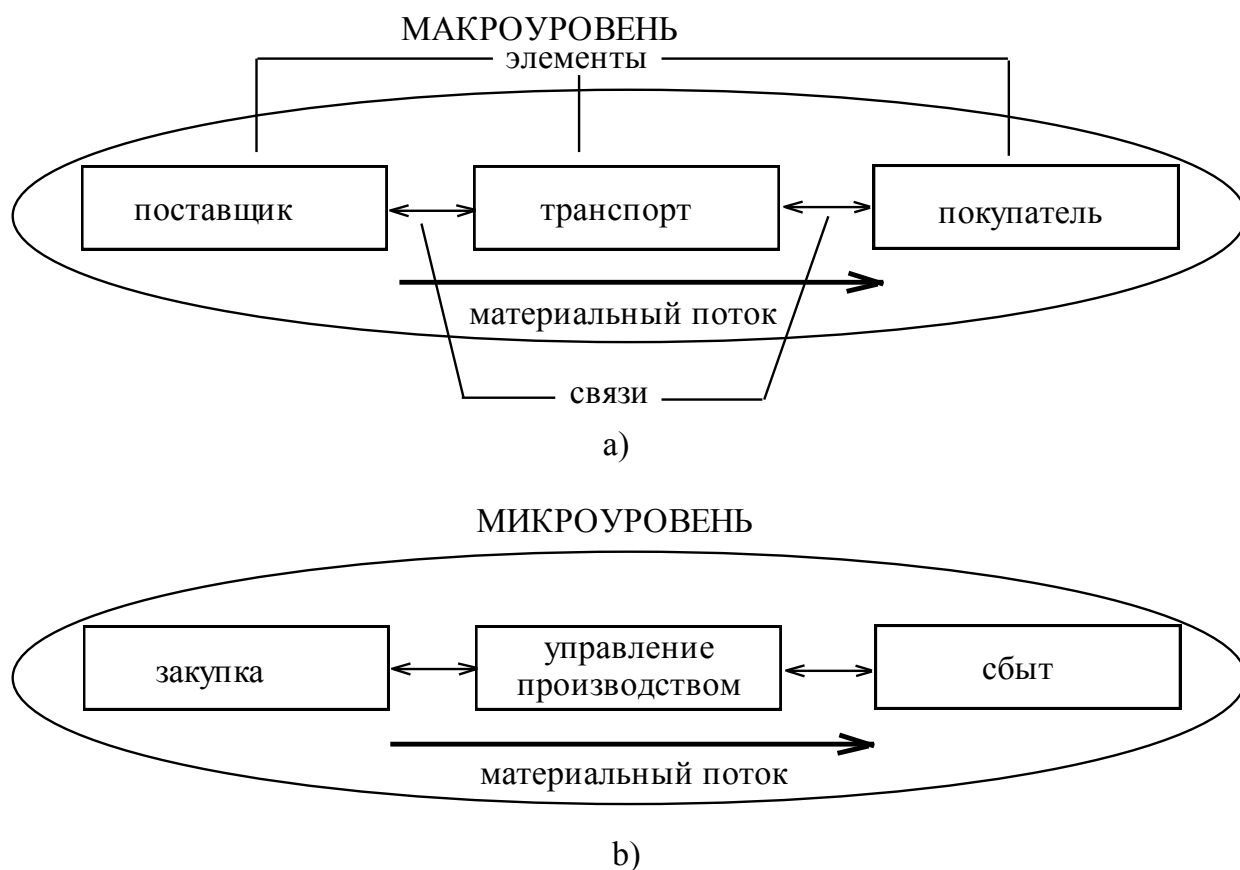 МАКРОУРОВЕНЬ
элементы
поставщик
транспорт
покупатель
материальный поток
связи
а)
МИКРОУРОВЕНЬ
закупка
управление
производством
сбыт
материальный поток
b)